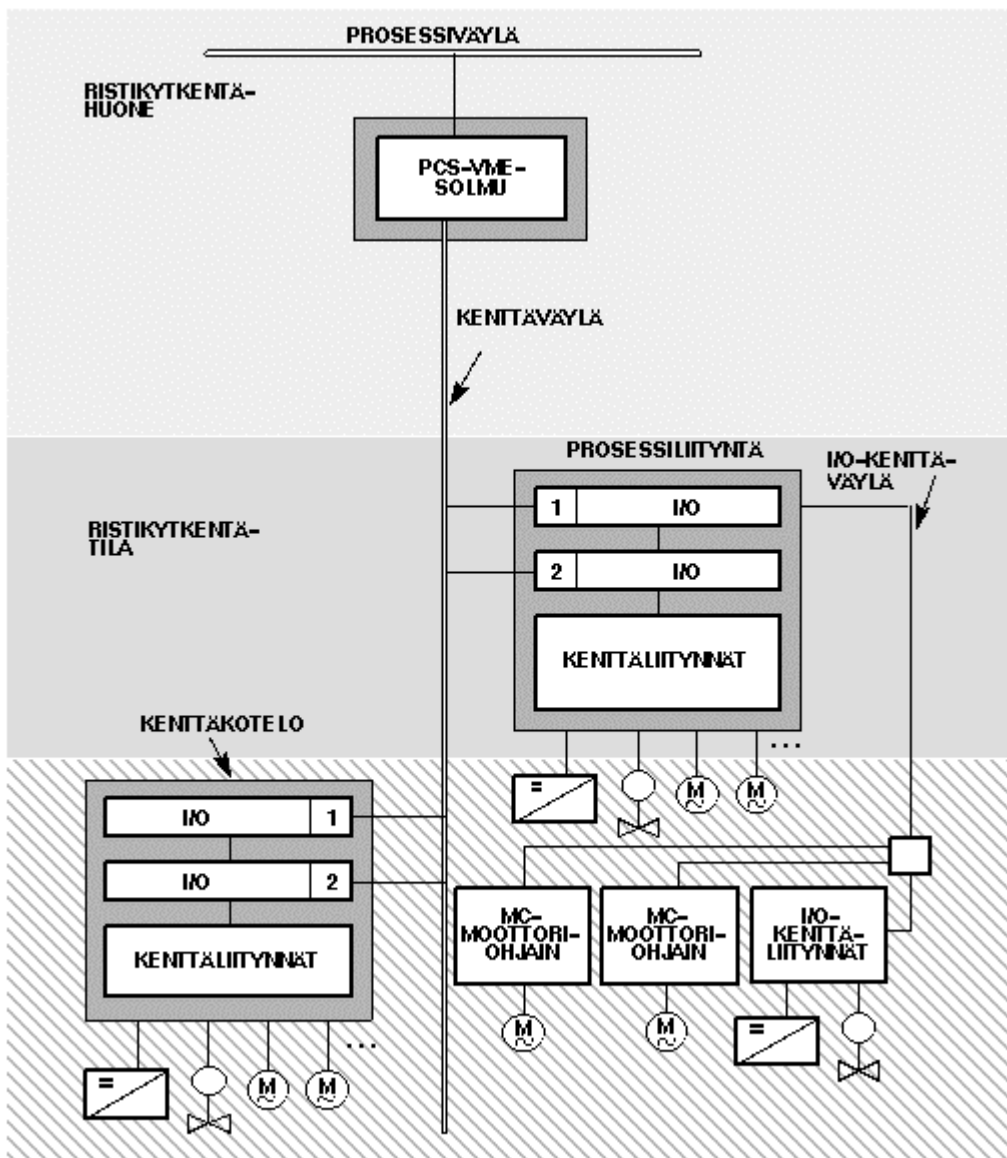 PROSESSIVÄYLÄ
RISTIKYTKENTÄ-
HUONE
PCS-VME-
SOLMU
KENTTÄVÄYLÄ
PROSESSILIITYNTÄ
I/O-KENTTÄ-
VÄYLÄ
1 I/O
RISTIKYTKENTÄ-
TILA
2 I/O
KENTTÄLIITYNNÄT
KENTTÄKOTELO
...
=
M
~
M
~
I/O 1
I/O 2
KENTTÄLIITYNNÄT
MC-
MOOTTORI-
OHJAIN
MC-
MOOTTORI-
OHJAIN
I/O-
KENTTÄ-
LIITYNNÄT
M
~
M
~
=
...
=
M
~
M
~